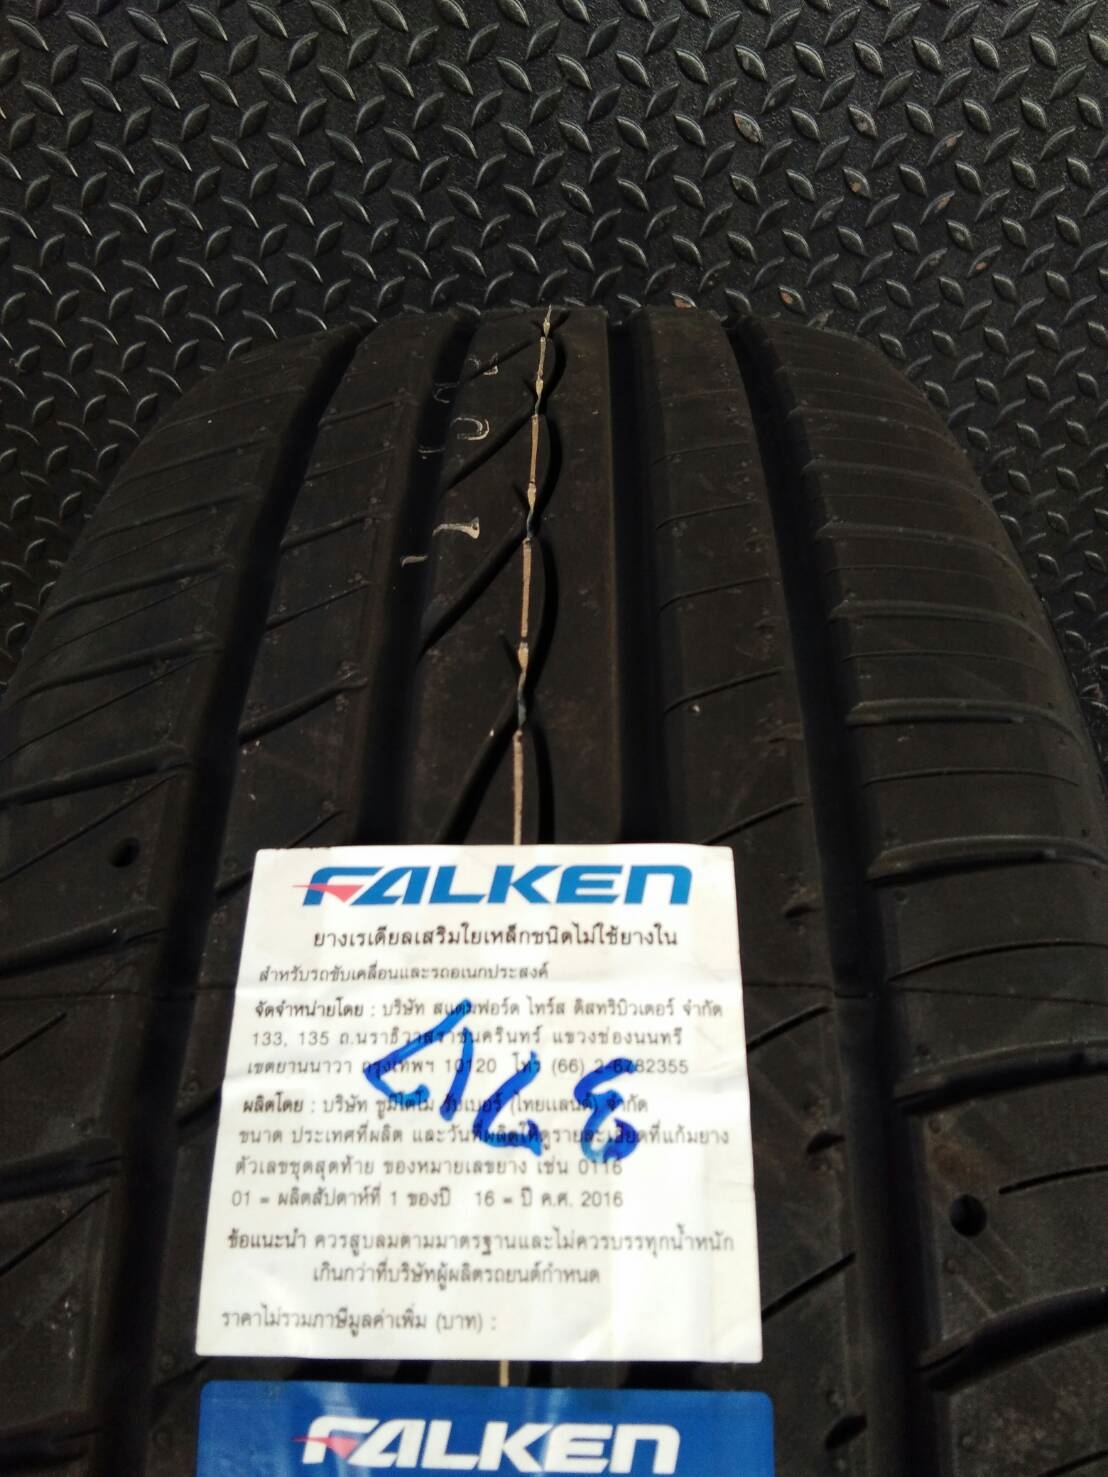 FALKEN
ยางเรเดียลเสริมใยเหล็กชนิดไม่ใช้ยางใน
สำหรับรถขับเคลื่อนและรถอเนกประสงค์
จัดจำหน่ายโดย : บริษัท สแตมฟอร์ด ไทร์ส ดิสทริบิวเตอร์ จำกัด
133, 135 ถ.นราธิวาสราชนครินทร์ แขวงช่องนนทรี
เขตยานนาวา กรุงเทพฯ 10120 โทร (66) 2-6782355
ผลิตโดย : บริษัท ซูมิโตโม รับเบอร์ (ไทยแลนด์) จำกัด
ขนาด ประเทศที่ผลิต และวันที่ผลิตให้ดูรายละเอียดที่แก้มยาง
ตัวเลขชุดสุดท้าย ของหมายเลขยาง เช่น 0116
01 = ผลิตสัปดาห์ที่ 1 ของปี 16 = ปี ค.ศ. 2016
ข้อแนะนำ ควรสูบลมตามมาตรฐานและไม่ควรบรรทุกน้ำหนัก
เกินกว่าที่บริษัทผู้ผลิตรถยนต์กำหนด
ราคาไม่รวมภาษีมูลค่าเพิ่ม (บาท) :
FALKEN